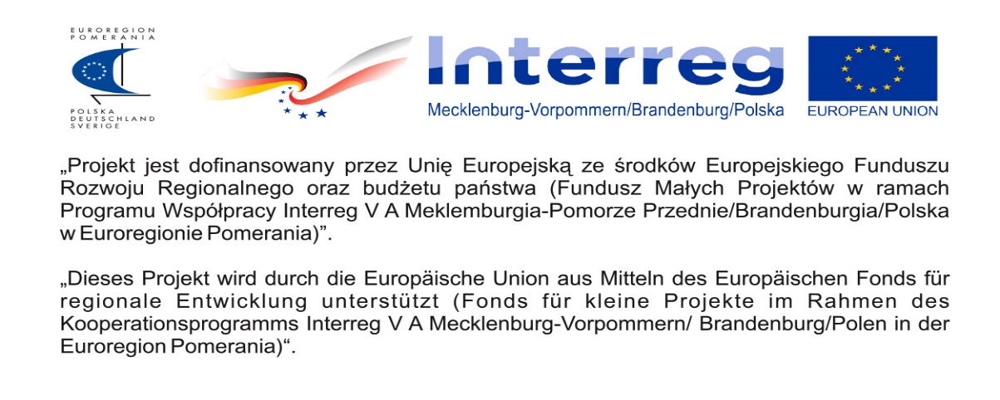 EUROREGION
POMERANIA
POLSKA
DEUTSCHLAND
SVERIGE
Interreg
Mecklenburg-Vorpommern/Brandenburg/Polska
EUROPEAN UNION
„Projekt jest dofinansowany przez Unię Europejską ze środków Europejskiego Funduszu
Rozwoju Regionalnego oraz budżetu państwa (Fundusz Małych Projektów w ramach
Programu Współpracy Interreg V A Meklemburgia-Pomorze Przednie/Brandenburgia/Polska
w Euroregionie Pomerania)”.
„Dieses Projekt wird durch die Europäische Union aus Mitteln des Europäischen Fonds für
regionale Entwicklung unterstützt (Fonds für kleine Projekte im Rahmen des
Kooperationsprogramms Interreg V A Mecklenburg-Vorpommern/ Brandenburg/Polen in der
Euroregion Pomerania)“.